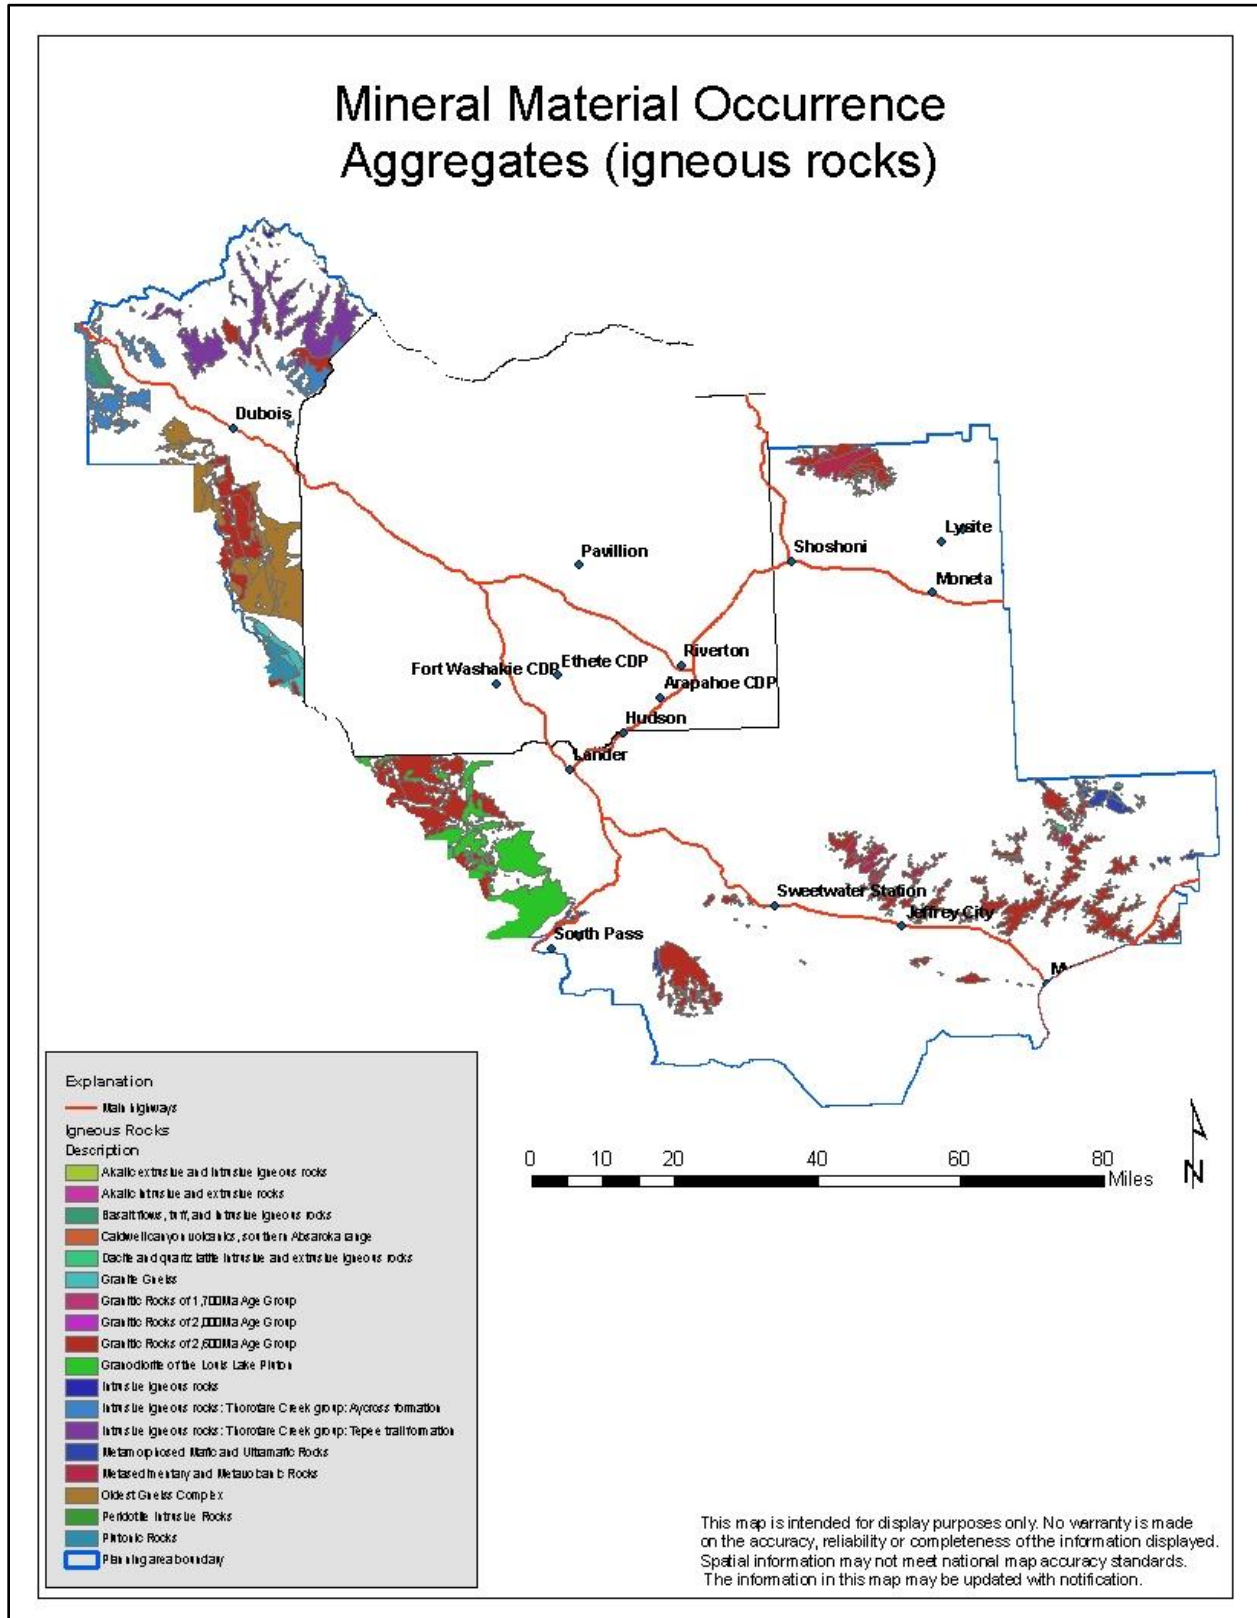 Mineral Material Occurrence
Aggregates (igneous rocks)
Dubois
Lysite
Pavillion
Shoshoni
Moneta
Riverton
Fort Washakie CDP
Ethete CDP
Arapahoe CDP
Hudson
Lander
Sweetwater Station
Jeffrey City
South Pass
M
Explanation
Main highways
Igneous Rocks
Description
Akalic extrusive and intrusive igneous rocks
Akalic intrusive and extrusive rocks
Basalt flows, tuff, and intrusive igneous rocks
Caldwell canyon volcanics, southern Absaroka range
Dacite and quartz latite intrusive and extrusive igneous rocks
Granite Gneiss
Granitic Rocks of 1,700Ma Age Group
Granitic Rocks of 2,000Ma Age Group
Granitic Rocks of 2,600Ma Age Group
Granodiorite of the Louis Lake Pluton
Intrusive igneous rocks
Intrusive igneous rocks: Thorofare Creek group: Aycross formation
Intrusive igneous rocks: Thorofare Creek group: Tepee trail formation
Metamorphosed Mafic and Ultramafic Rocks
Metasedimentary and Metavolcanic Rocks
Oldest Gneiss Complex
Peridotite Intrusive Rocks
Plutonic Rocks
Planning area boundary
0 10 20 40 60 80
Miles
N
This map is intended for display purposes only. No warranty is made
on the accuracy, reliability or completeness of the information displayed.
Spatial information may not meet national map accuracy standards.
The information in this map may be updated with notification.